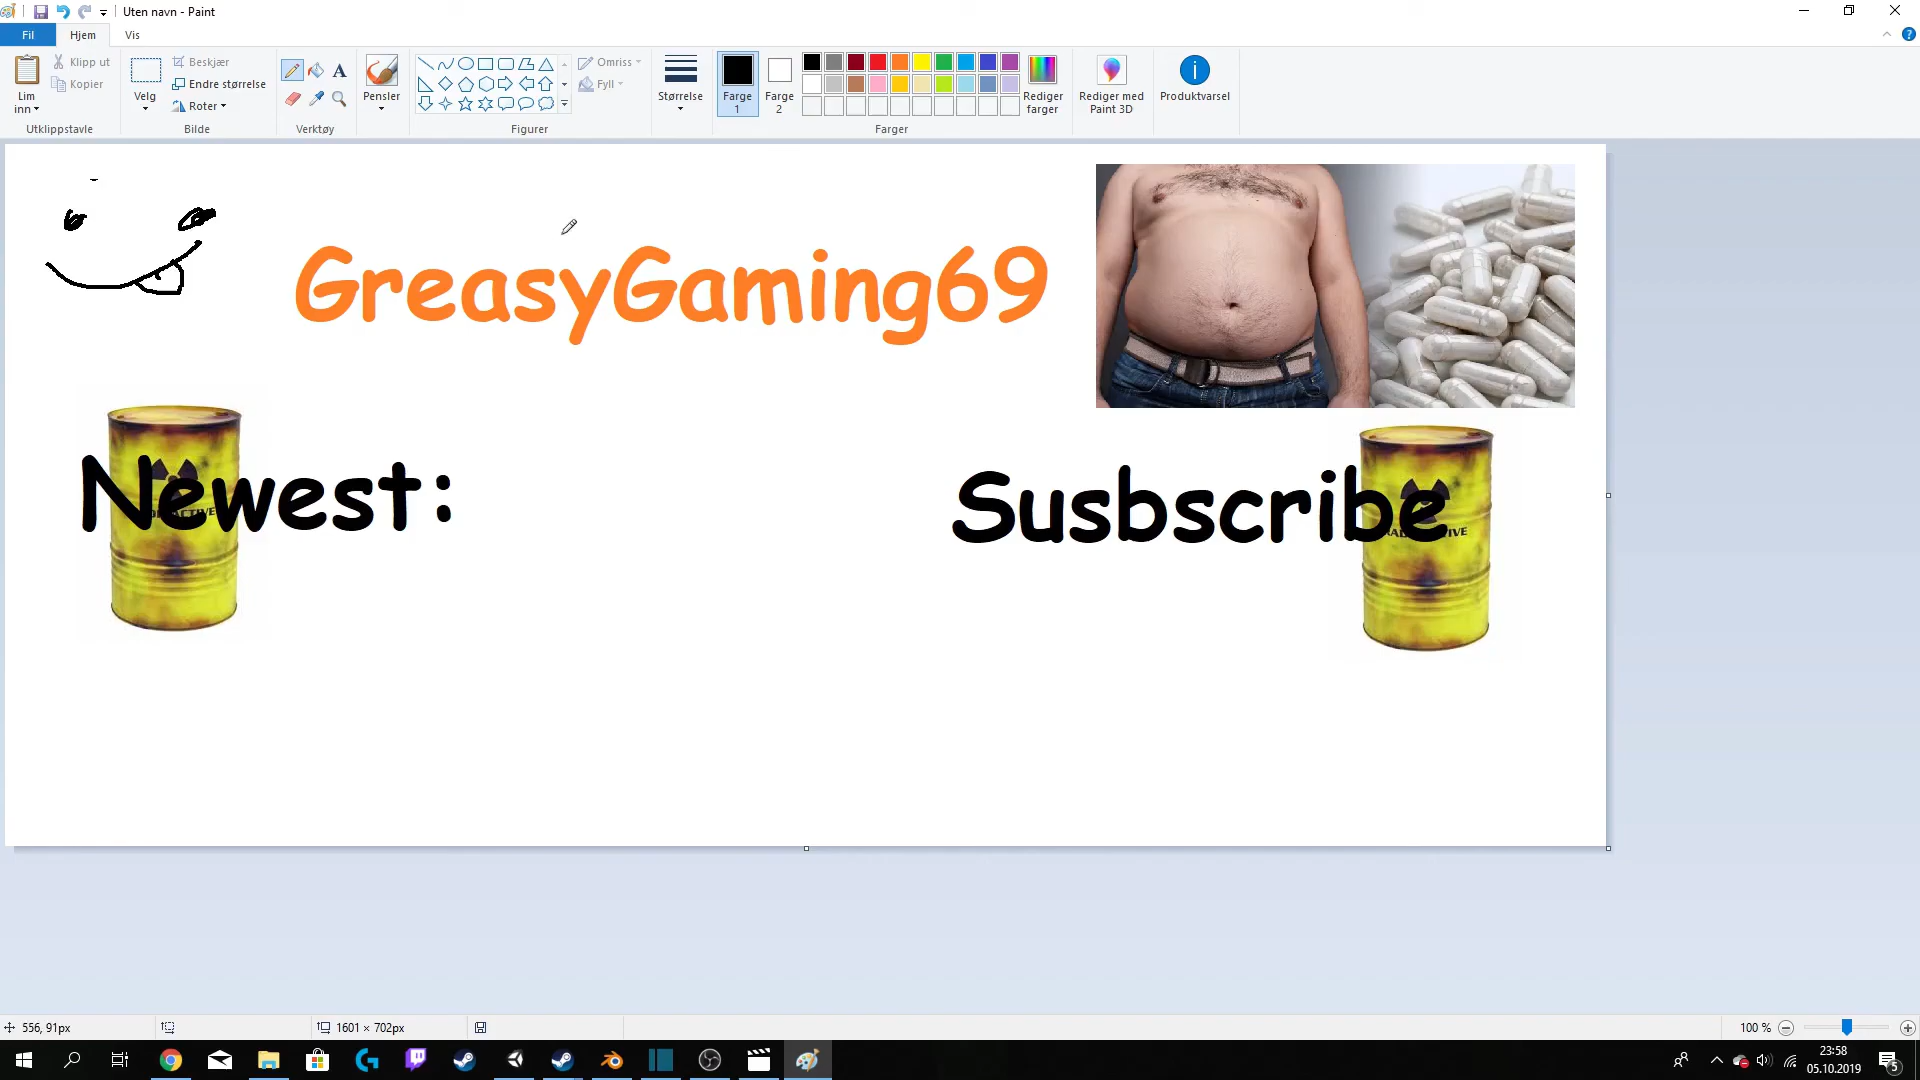 Uten navn - Paint
Fil Hjem Vis
Lim inn
Klipp ut
Kopier
Utklippstavle
Velg
Beskjær
Endre størrelse
Roter
Bilde
A
Verktøy
Pensler
Omriss
Fyll
Figurer
Størrelse
Farge 1
Farge 2
Rediger farger
Farger
Rediger med Paint 3D
Produktvarsel
GreasyGaming69
Newest:
Susbscribe
556, 91px
1601 × 702px
100 %
23:58
05.10.2019
5